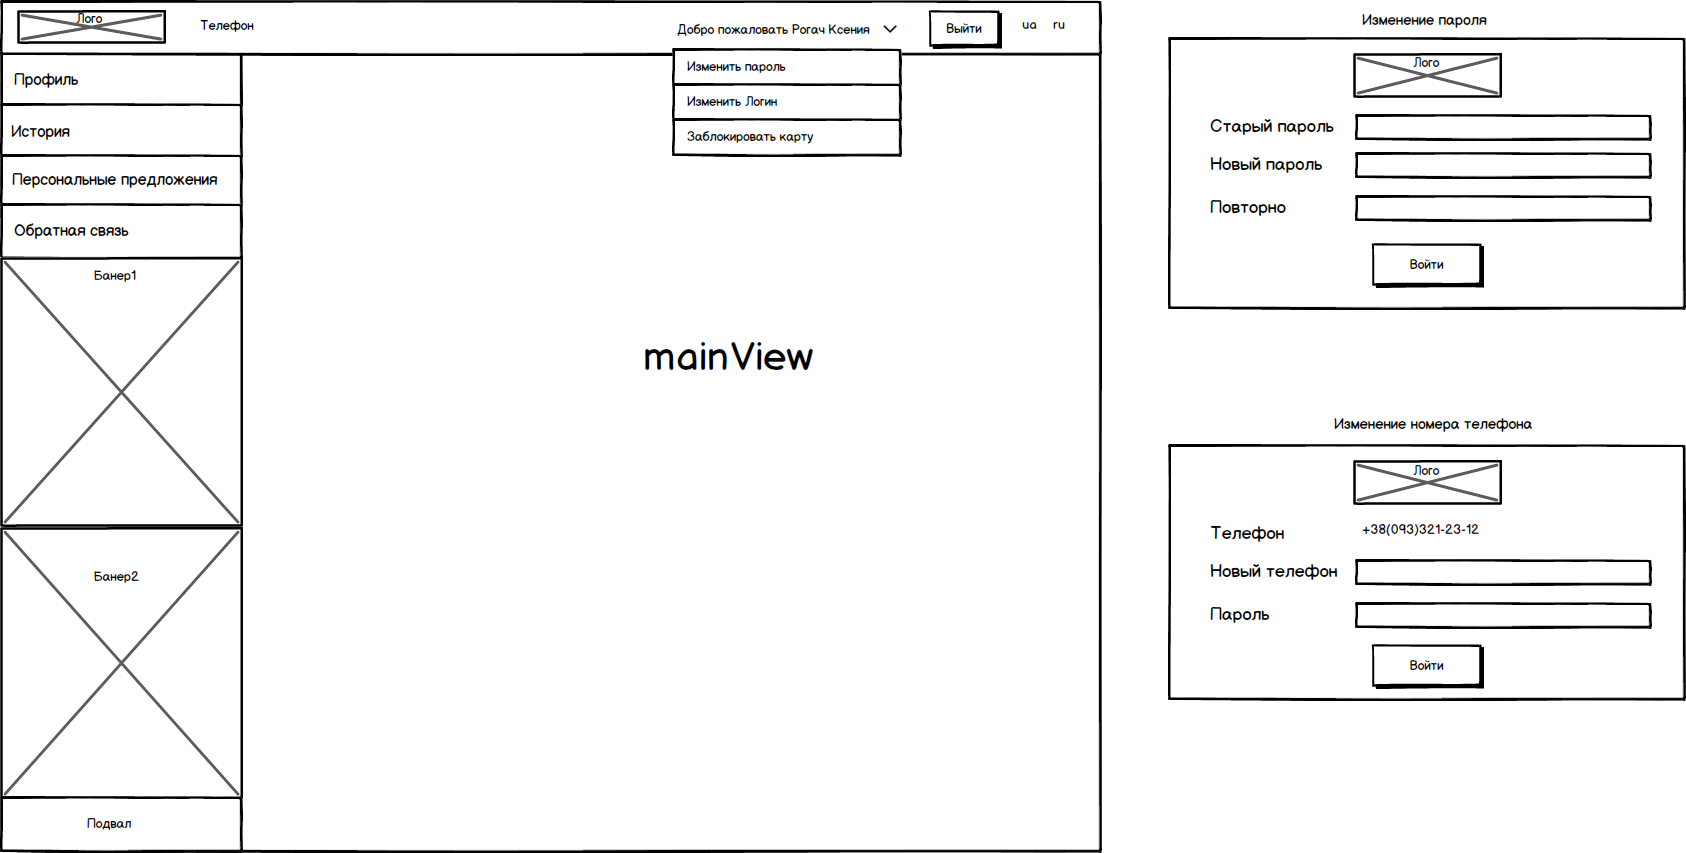 Лого
Телефон
Добро пожаловать Рогач Ксения
Выйти
ua
ru
Изменить пароль
Изменить Логин
Заблокировать карту
Профиль
История
Персональные предложения
Обратная связь
Банер1
Банер2
Подвал
mainView
Изменение пароля
Лого
Старый пароль
Новый пароль
Повторно
Войти
Изменение номера телефона
Лого
Телефон +38(093)321-23-12
Новый телефон
Пароль
Войти